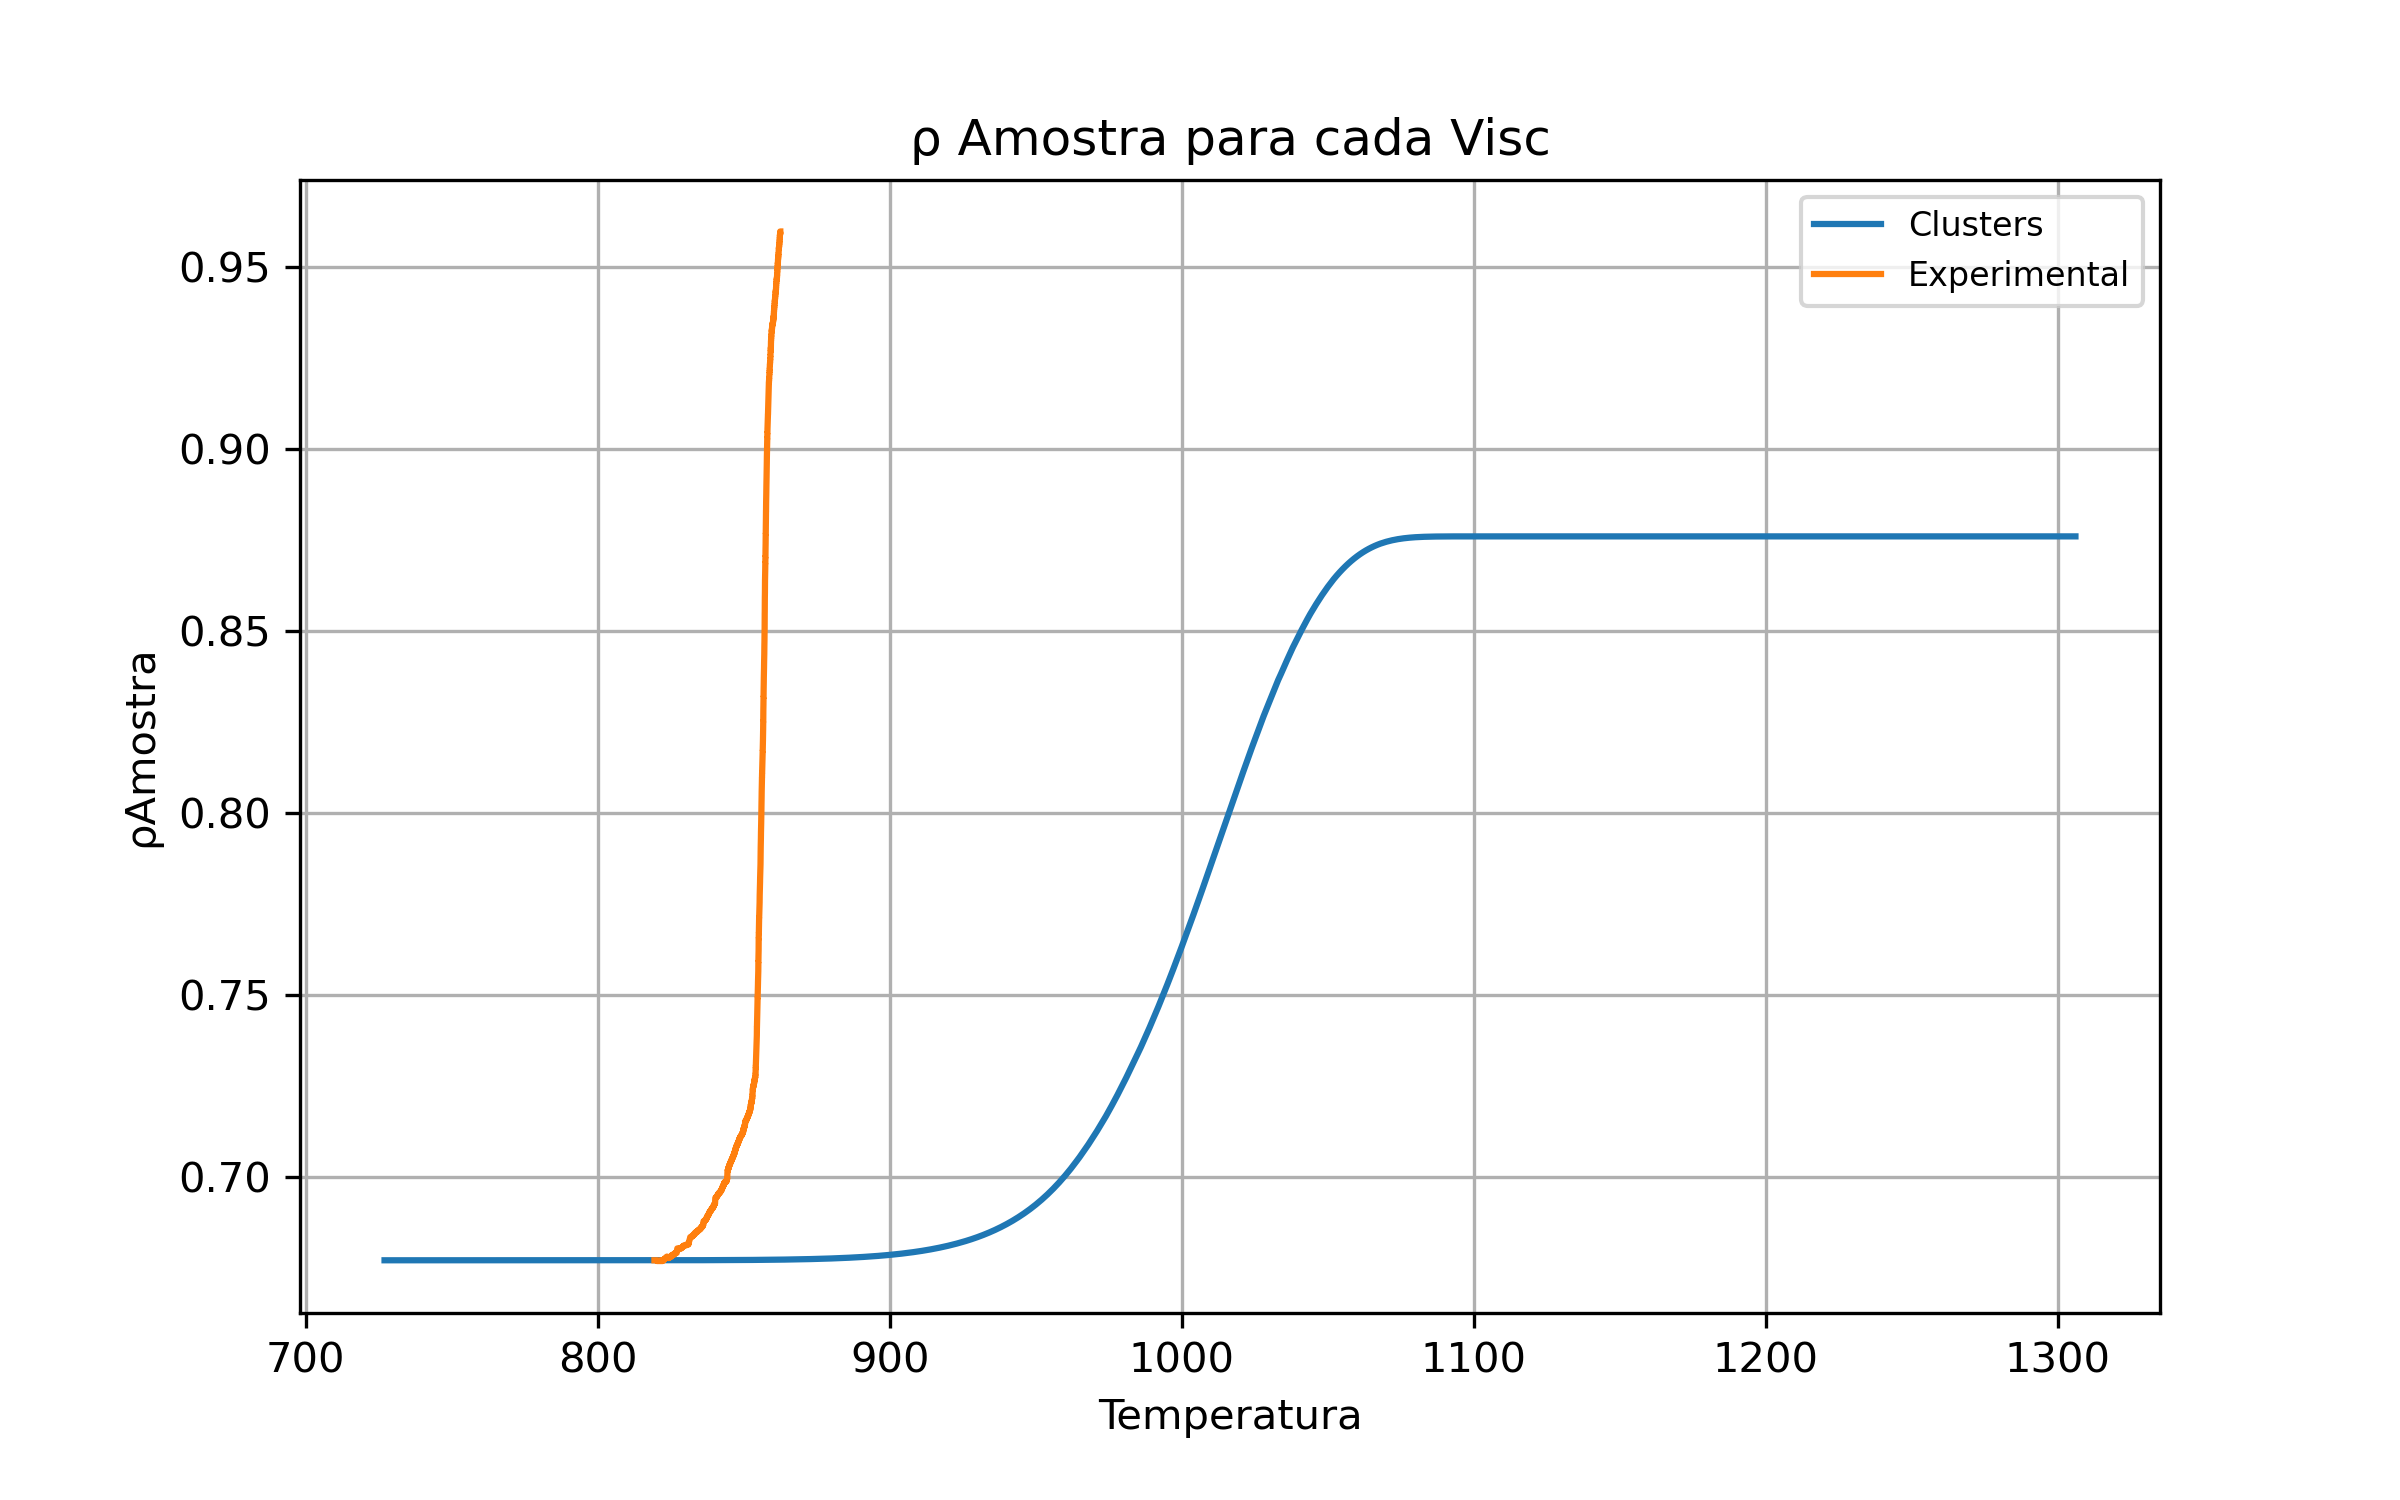 ρ Amostra para cada Visc
Clusters
Experimental
0.95
0.90
0.85
0.80
0.75
0.70
ρAmostra
700 800 900 1000 1100 1200 1300
Temperatura